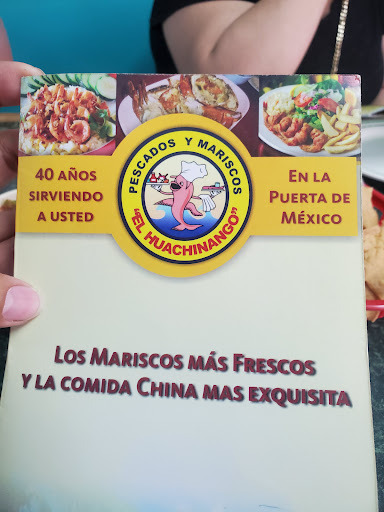 40 AÑOS
SIRVIENDO
A USTED
PESCADOS Y MARISCOS
"EL HUACHINANGO"
EN LA
PUERTA DE
MÉXICO
LOS MARISCOS MÁS FRESCOS
Y LA COMIDA CHINA MAS EXQUISITA